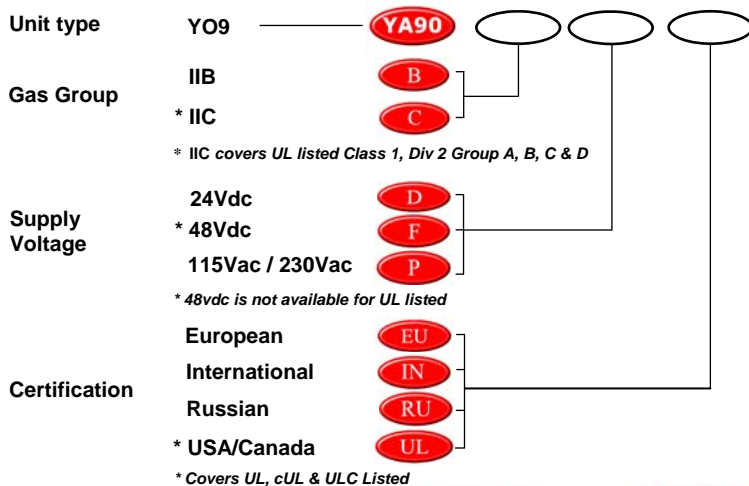 Unit type YO9 YA90
Gas Group
IIB B
* IIC C
* IIC covers UL listed Class 1, Div 2 Group A, B, C & D
Supply
Voltage
24Vdc D
* 48Vdc F
115Vac / 230Vac P
* 48vdc is not available for UL listed
Certification
European EU
International IN
Russian RU
* USA/Canada UL
* Covers UL, cUL & ULC Listed